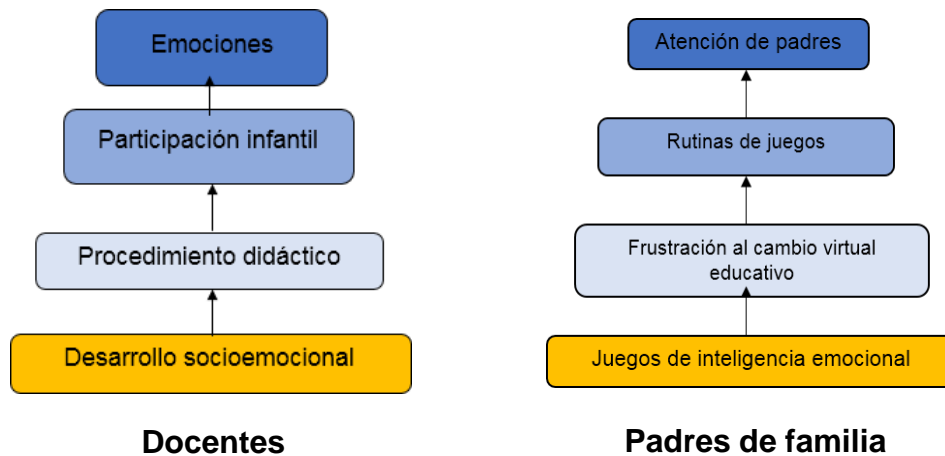 Emociones
Participación infantil
Procedimiento didáctico
Desarrollo socioemocional
Docentes
Atención de padres
Rutinas de juegos
Frustración al cambio virtual
educativo
Juegos de inteligencia emocional
Padres de familia